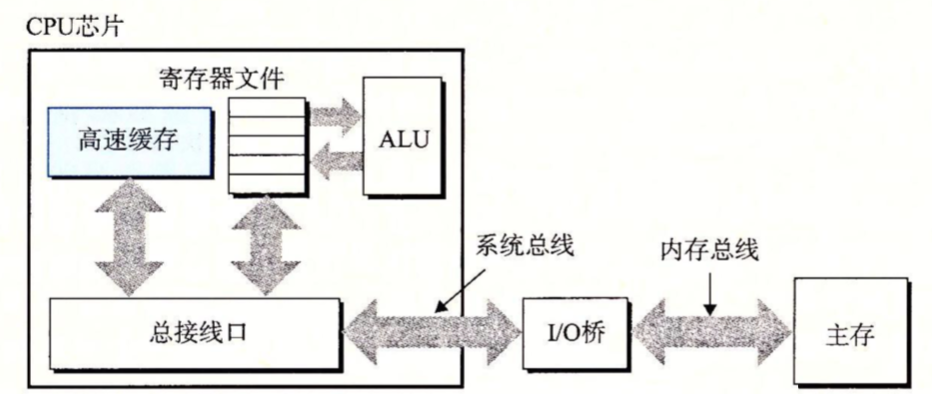 CPU芯片
寄存器文件
高速缓存
ALU
系统总线
内存总线
总接线口
I/O桥
主存